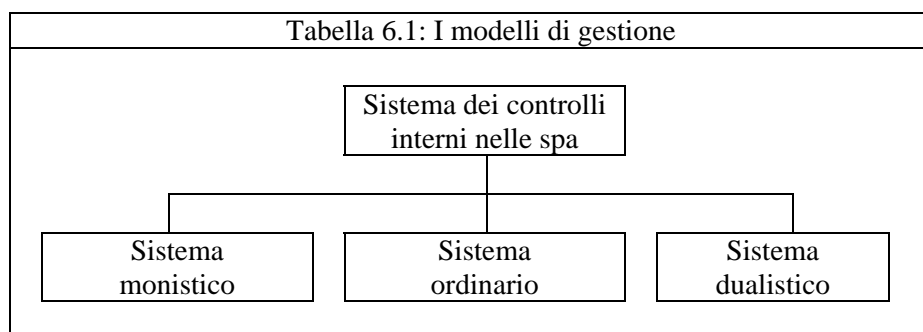 Tabella 6.1: I modelli di gestione
Sistema dei controlli
interni nelle spa
Sistema
monistico
Sistema
ordinario
Sistema
dualistico